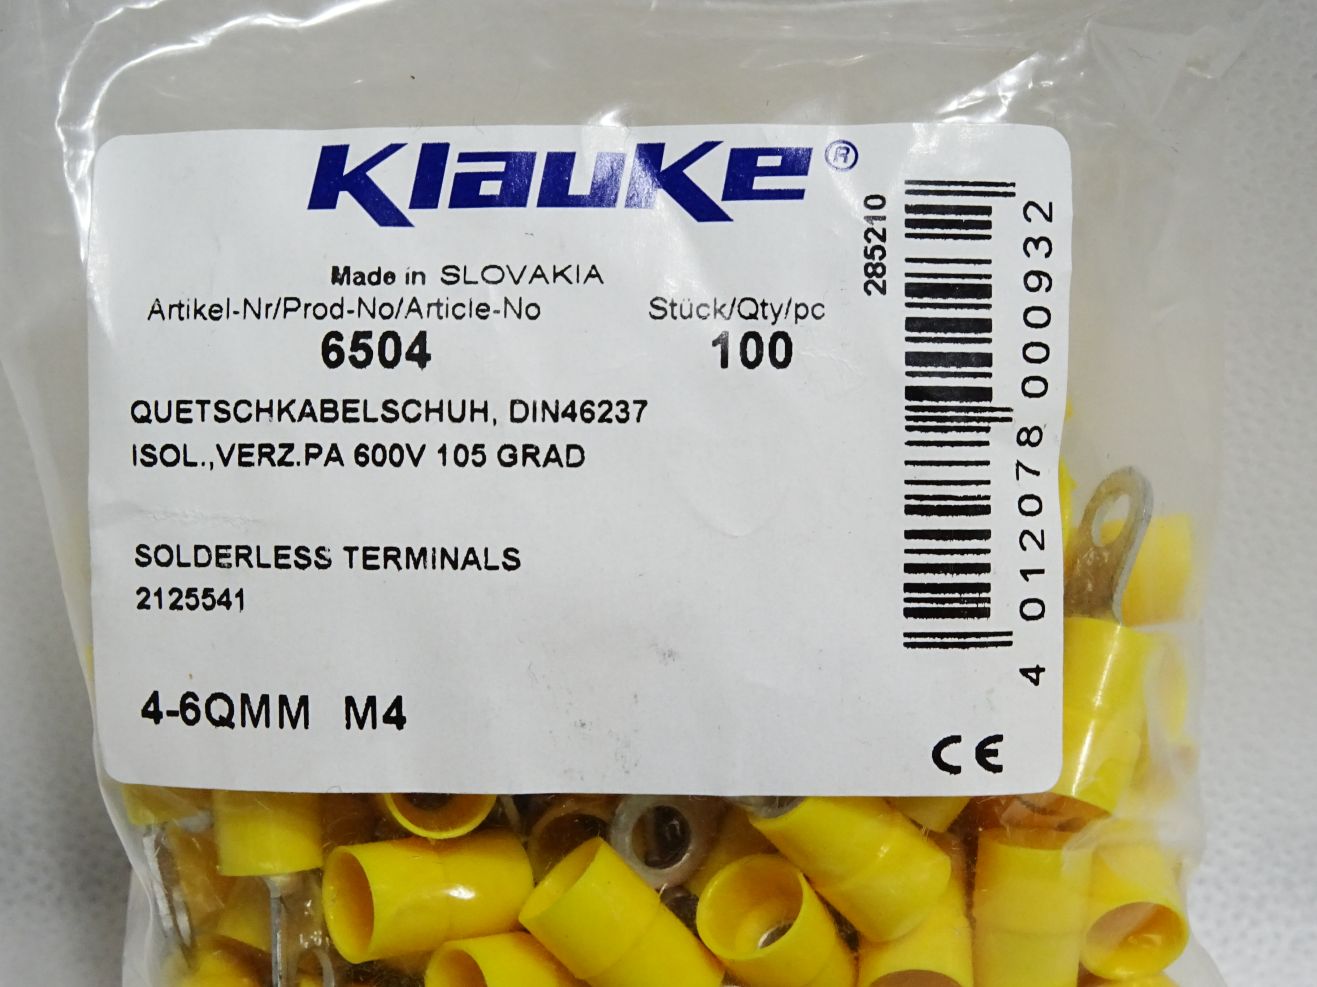 Klauke®
Made in SLOVAKIA
Artikel-Nr/Prod-No/Article-No Stück/Qty/pc
6504 100
QUETSCHKABELSCHUH, DIN46237
ISOL.,VERZ.PA 600V 105 GRAD
SOLDERLESS TERMINALS
2125541
4-6QMM M4
285210
4 012078 000932
CE